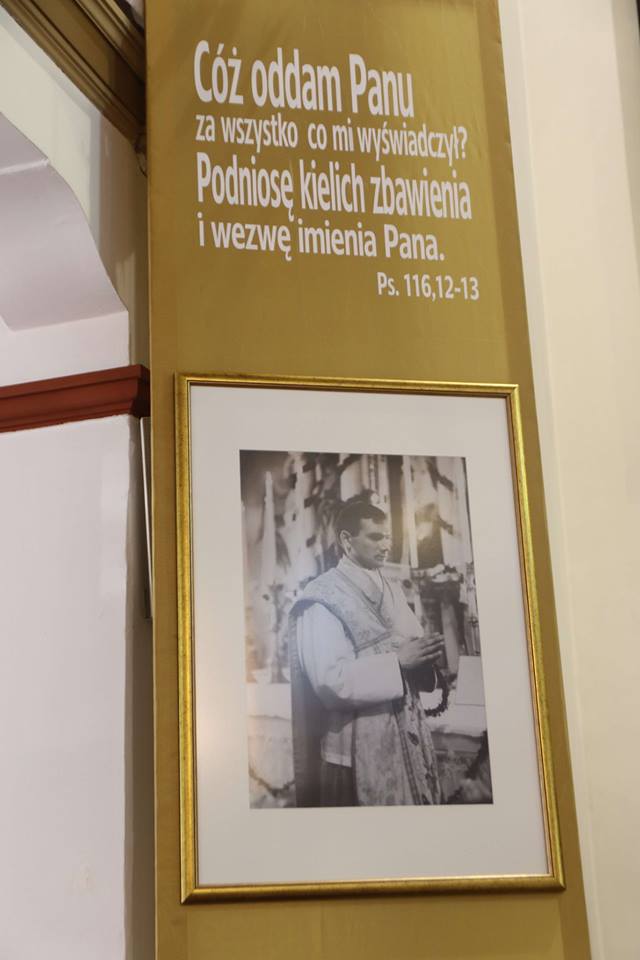 Cóż oddam Panu
za wszystko co mi wyświadczył?
Podniosę kielich zbawienia
i wezwę imienia Pana.
Ps. 116,12-13